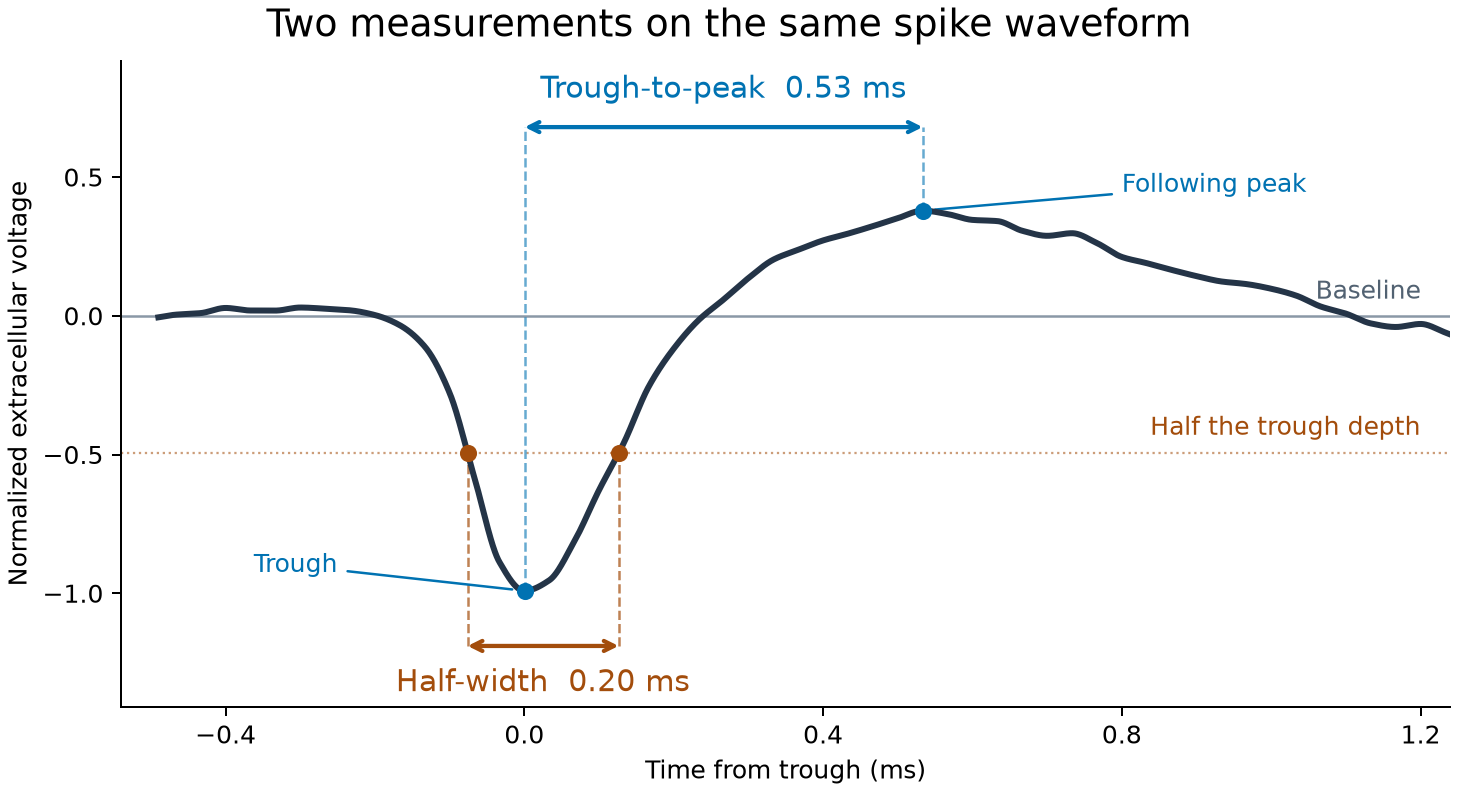 Two measurements on the same spike waveform
Trough-to-peak  0.53 ms
Following peak
Baseline
Half the trough depth
Trough
Half-width  0.20 ms
Normalized extracellular voltage
0.5
0.0
−0.5
−1.0
−0.4
0.0
0.4
0.8
1.2
Time from trough (ms)